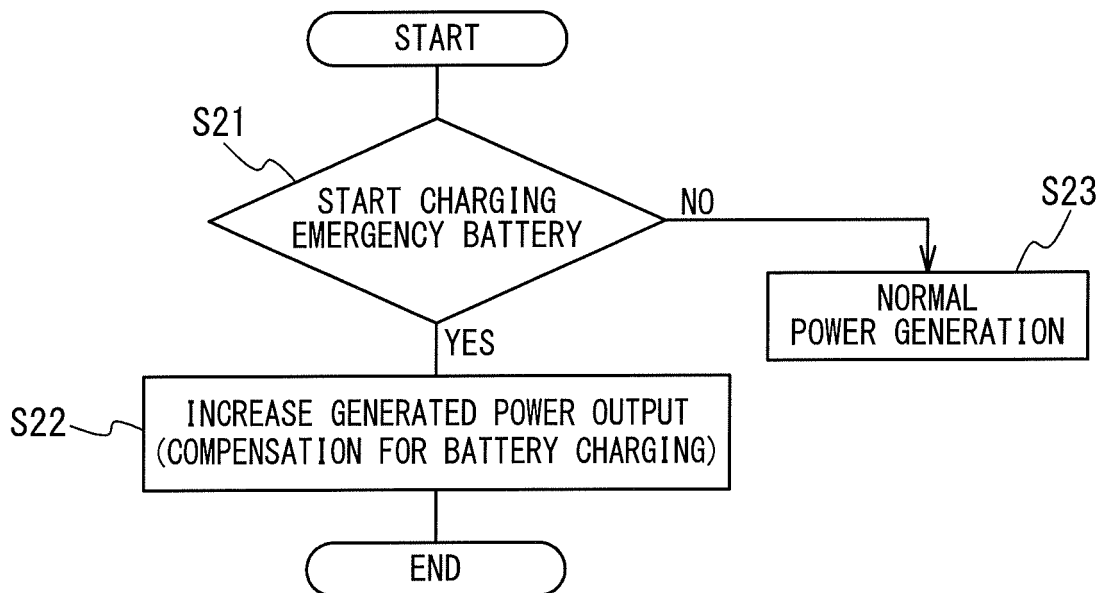 START
S21
START CHARGING
EMERGENCY BATTERY
NO
S23
NORMAL
POWER GENERATION
YES
S22
INCREASE GENERATED POWER OUTPUT
(COMPENSATION FOR BATTERY CHARGING)
END